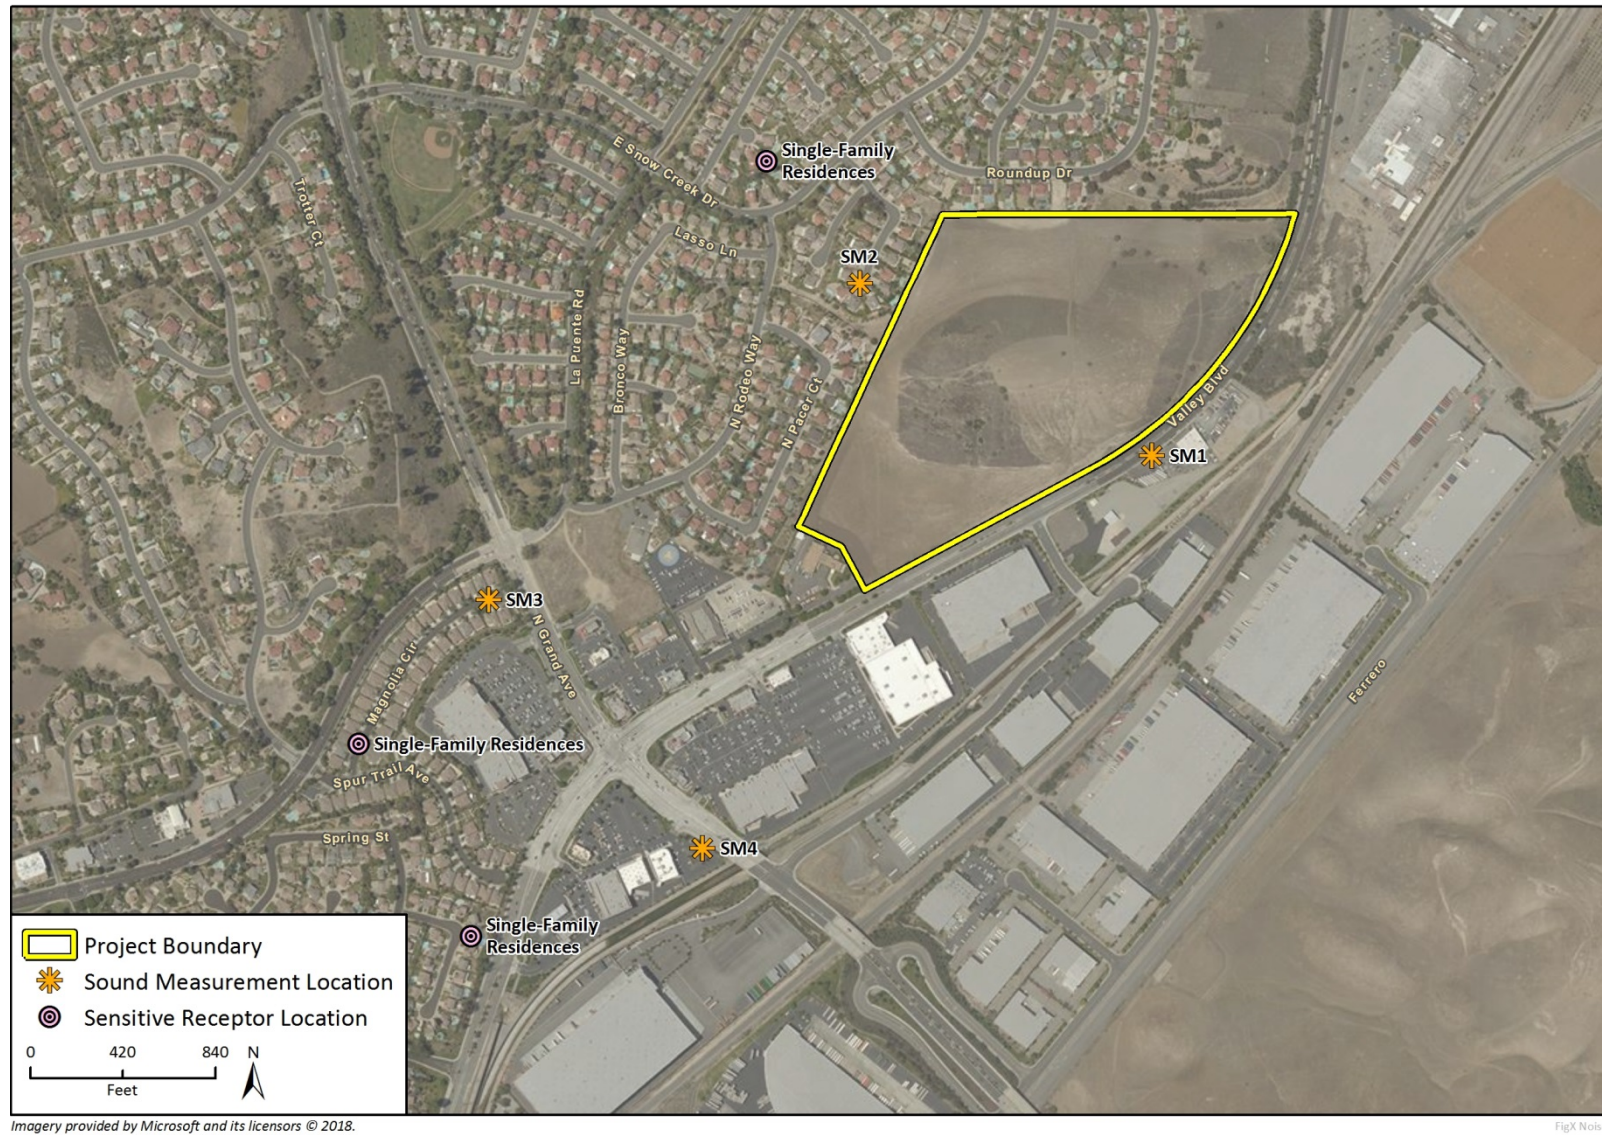 E Snow Creek Dr
Single-Family
Residences
Roundup Dr
Trotter Ct
Lasso Ln
SM2
La Puente Rd
Bronco Way
N Rodeo Way
N Pacer Ct
Valley Blvd
SM1
SM3
N Grand Ave
Magnolia Cir
Ferrero
Single-Family Residences
Spur Trail Ave
Spring St
SM4
Single-Family
Residences
Project Boundary
Sound Measurement Location
Sensitive Receptor Location
0 420 840 N
Feet
Imagery provided by Microsoft and its licensors © 2018.
FigX Nois